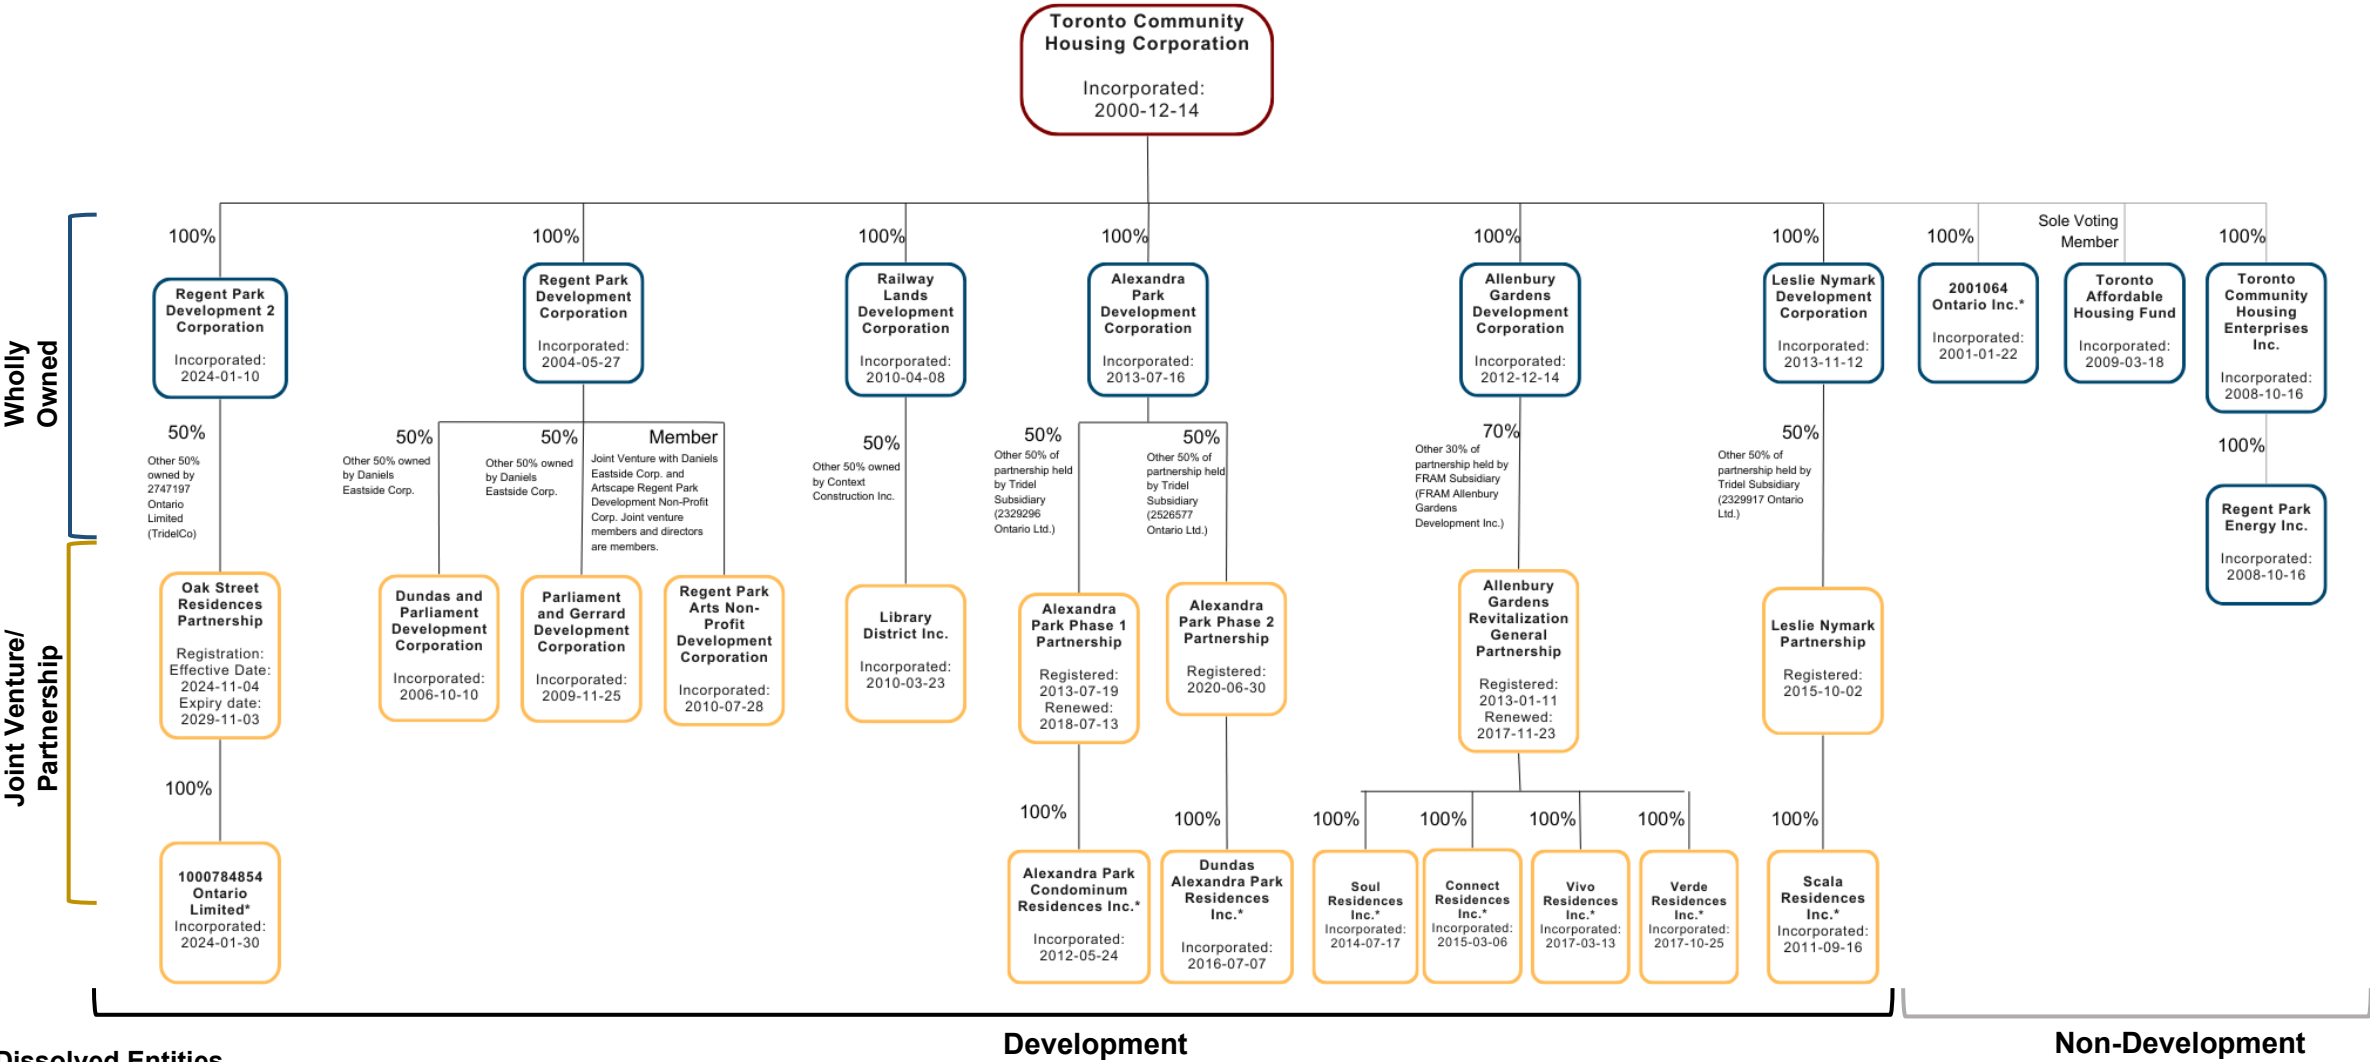 Toronto Community
Housing Corporation
Incorporated:
2000-12-14
Wholly
Owned
Joint Venture/
Partnership
100%
Regent Park
Development 2
Corporation
Incorporated:
2024-01-10
50%
Other 50%
owned by
2747197
Ontario
Limited
(TridelCo)
Oak Street
Residences
Partnership
Registration:
Effective Date:
2024-11-04
Expiry date:
2029-11-03
100%
1000784854
Ontario
Limited*
Incorporated:
2024-01-30
100%
Regent Park
Development
Corporation
Incorporated:
2004-05-27
50%
Other 50% owned
by Daniels
Eastside Corp.
Dundas and
Parliament
Development
Corporation
Incorporated:
2006-10-10
50%
Other 50% owned
by Daniels
Eastside Corp.
Parliament
and Gerrard
Development
Corporation
Incorporated:
2009-11-25
Member
Joint Venture with Daniels
Eastside Corp. and
Artscape Regent Park
Development Non-Profit
Corp. Joint venture
members and directors
are members.
Regent Park
Arts Non-
Profit
Development
Corporation
Incorporated:
2010-07-28
100%
Railway
Lands
Development
Corporation
Incorporated:
2010-04-08
50%
Other 50% owned
by Context
Construction Inc.
Library
District Inc.
Incorporated:
2010-03-23
100%
Alexandra
Park
Development
Corporation
Incorporated:
2013-07-16
50%
Other 50% of
partnership held
by Tridel
Subsidiary
(2329296
Ontario Ltd.)
Alexandra
Park Phase 1
Partnership
Registered:
2013-07-19
Renewed:
2018-07-13
100%
Alexandra Park
Condominum
Residences Inc.*
Incorporated:
2012-05-24
50%
Other 50% of
partnership held
by Tridel
Subsidiary
(2526577
Ontario Ltd.)
Alexandra
Park Phase 2
Partnership
Registered:
2020-06-30
100%
Dundas
Alexandra Park
Residences
Inc.*
Incorporated:
2016-07-07
100%
Allenbury
Gardens
Development
Corporation
Incorporated:
2012-12-14
70%
Other 30% of
partnership held by
FRAM Subsidiary
(FRAM Allenbury
Gardens
Development Inc.)
Allenbury
Gardens
Revitalization
General
Partnership
Registered:
2013-01-11
Renewed:
2017-11-23
100%
Soul
Residences
Inc.*
Incorporated:
2014-07-17
100%
Connect
Residences
Inc.*
Incorporated:
2015-03-06
100%
Vivo
Residences
Inc.*
Incorporated:
2017-03-13
100%
Verde
Residences
Inc.*
Incorporated:
2017-10-25
100%
Leslie Nymark
Development
Corporation
Incorporated:
2013-11-12
50%
Other 50% of
partnership held by
Tridel Subsidiary
(2329917 Ontario
Ltd.)
Leslie Nymark
Partnership
Registered:
2015-10-02
100%
Scala
Residences
Inc.*
Incorporated:
2011-09-16
100%
2001064
Ontario Inc.*
Incorporated:
2001-01-22
Sole Voting
Member
Toronto
Affordable
Housing Fund
Incorporated:
2009-03-18
100%
Toronto
Community
Housing
Enterprises
Inc.
Incorporated:
2008-10-16
100%
Regent Park
Energy Inc.
Incorporated:
2008-10-16
Development
Non-Development
Dissolved Entities